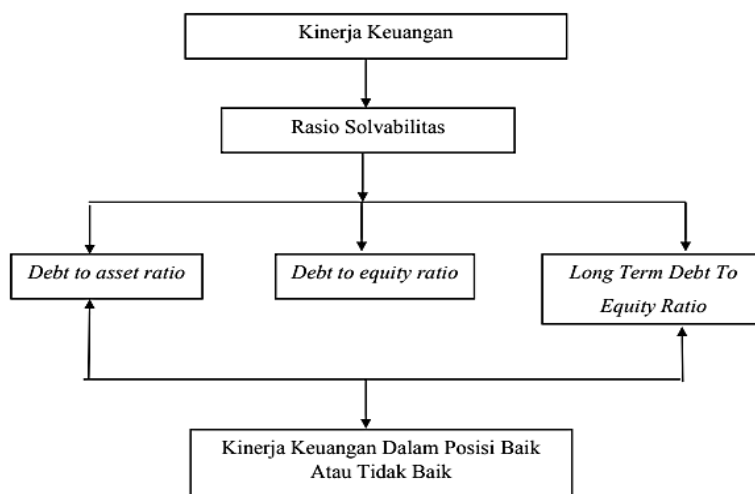 Kinerja Keuangan
Rasio Solvabilitas
Debt to asset ratio
Debt to equity ratio
Long Term Debt To
Equity Ratio
Kinerja Keuangan Dalam Posisi Baik
Atau Tidak Baik